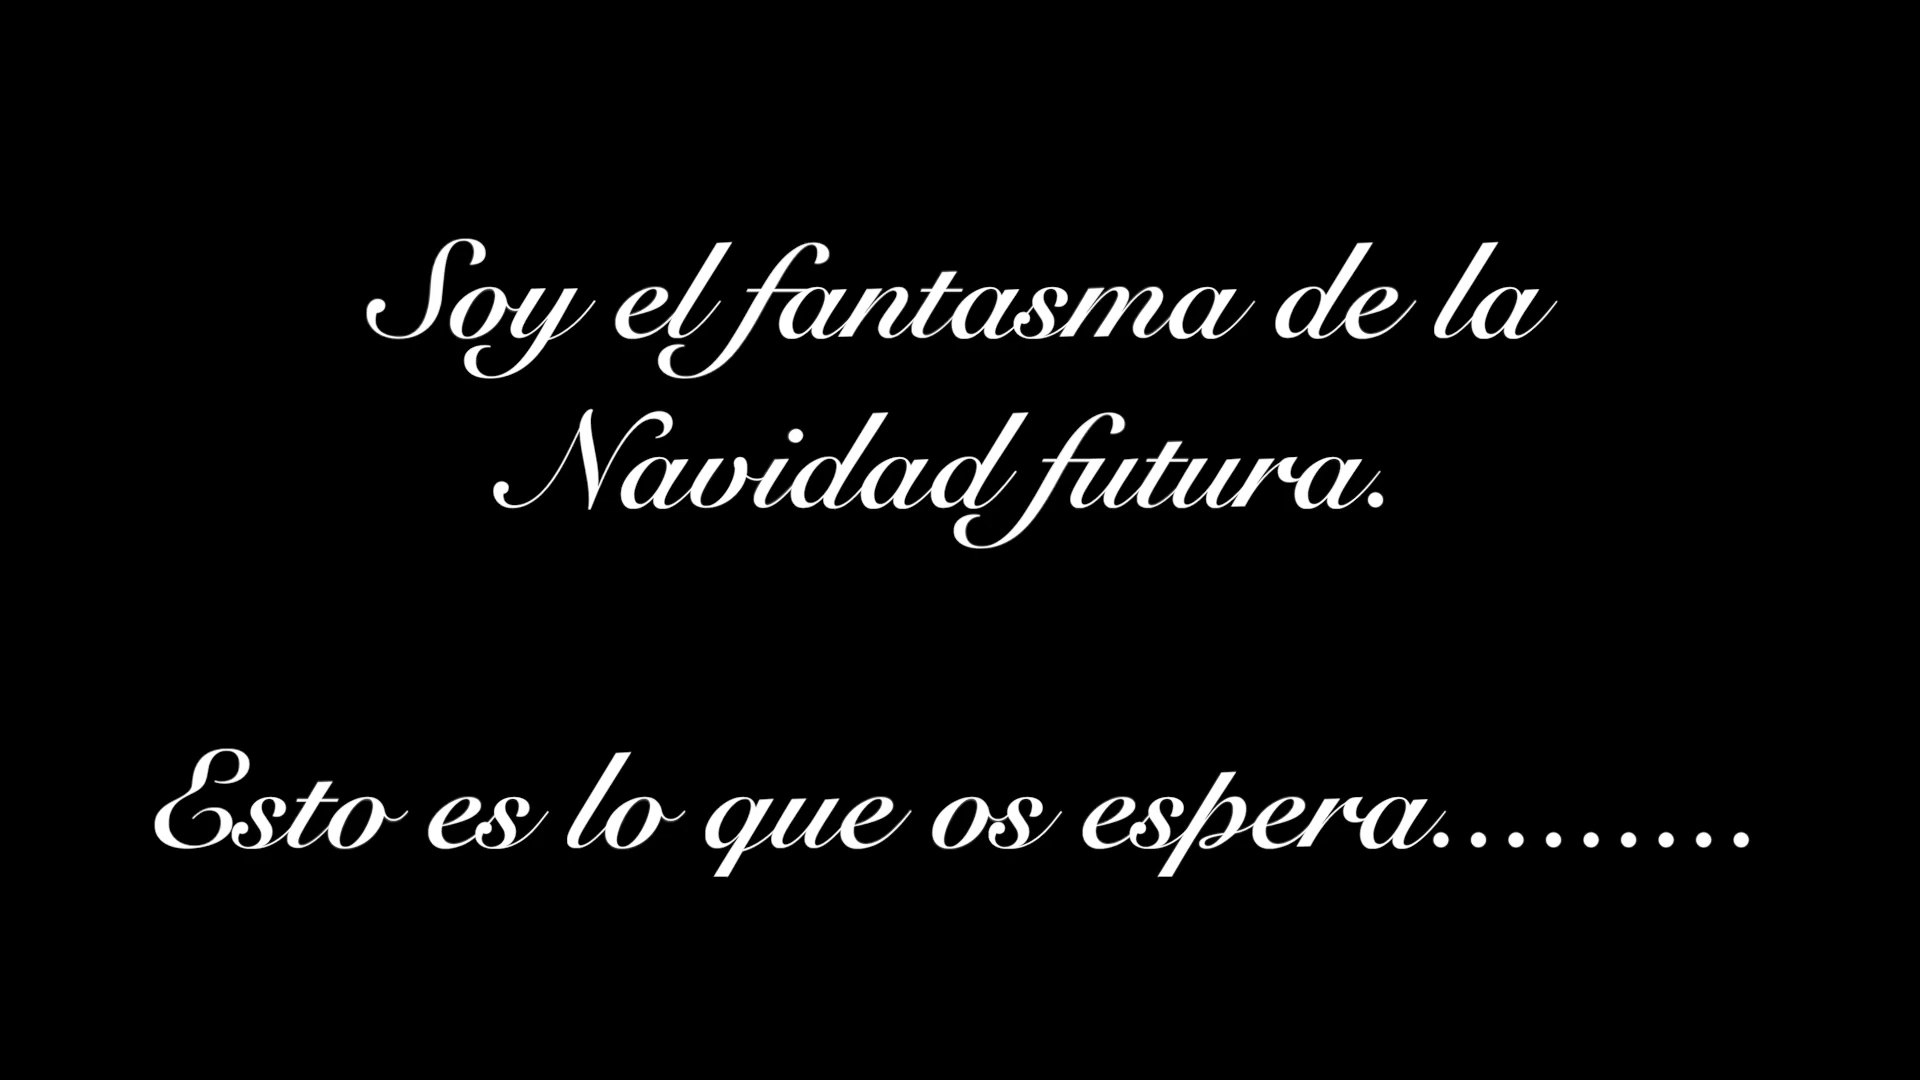 Soy el fantasma de la
Navidad futura.
Esto es lo que os espera.........